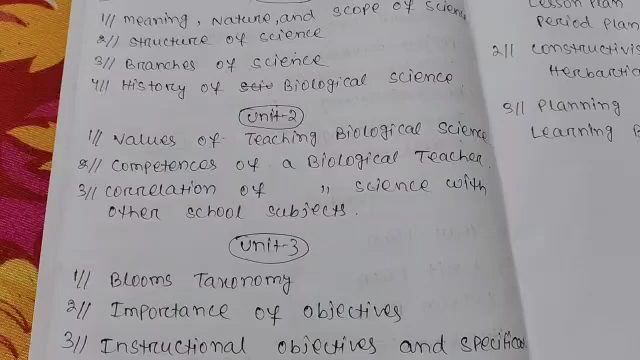 1// meaning, Nature, and scope of scienc
2// structure of science
3// Branches of science
4// History of Biological science.
Unit-2
1// values of Teaching Biological Science
2// competences of a Biological Teacher.
3// correlation of " science with
other school subjects.
Unit-3
1// Blooms Taxonomy
2// Importance of objectives
3// Instructional objectives and specificat
Lesson Plan
Period Plan
2// constructivis
Herbartia
3// Planning
Learning